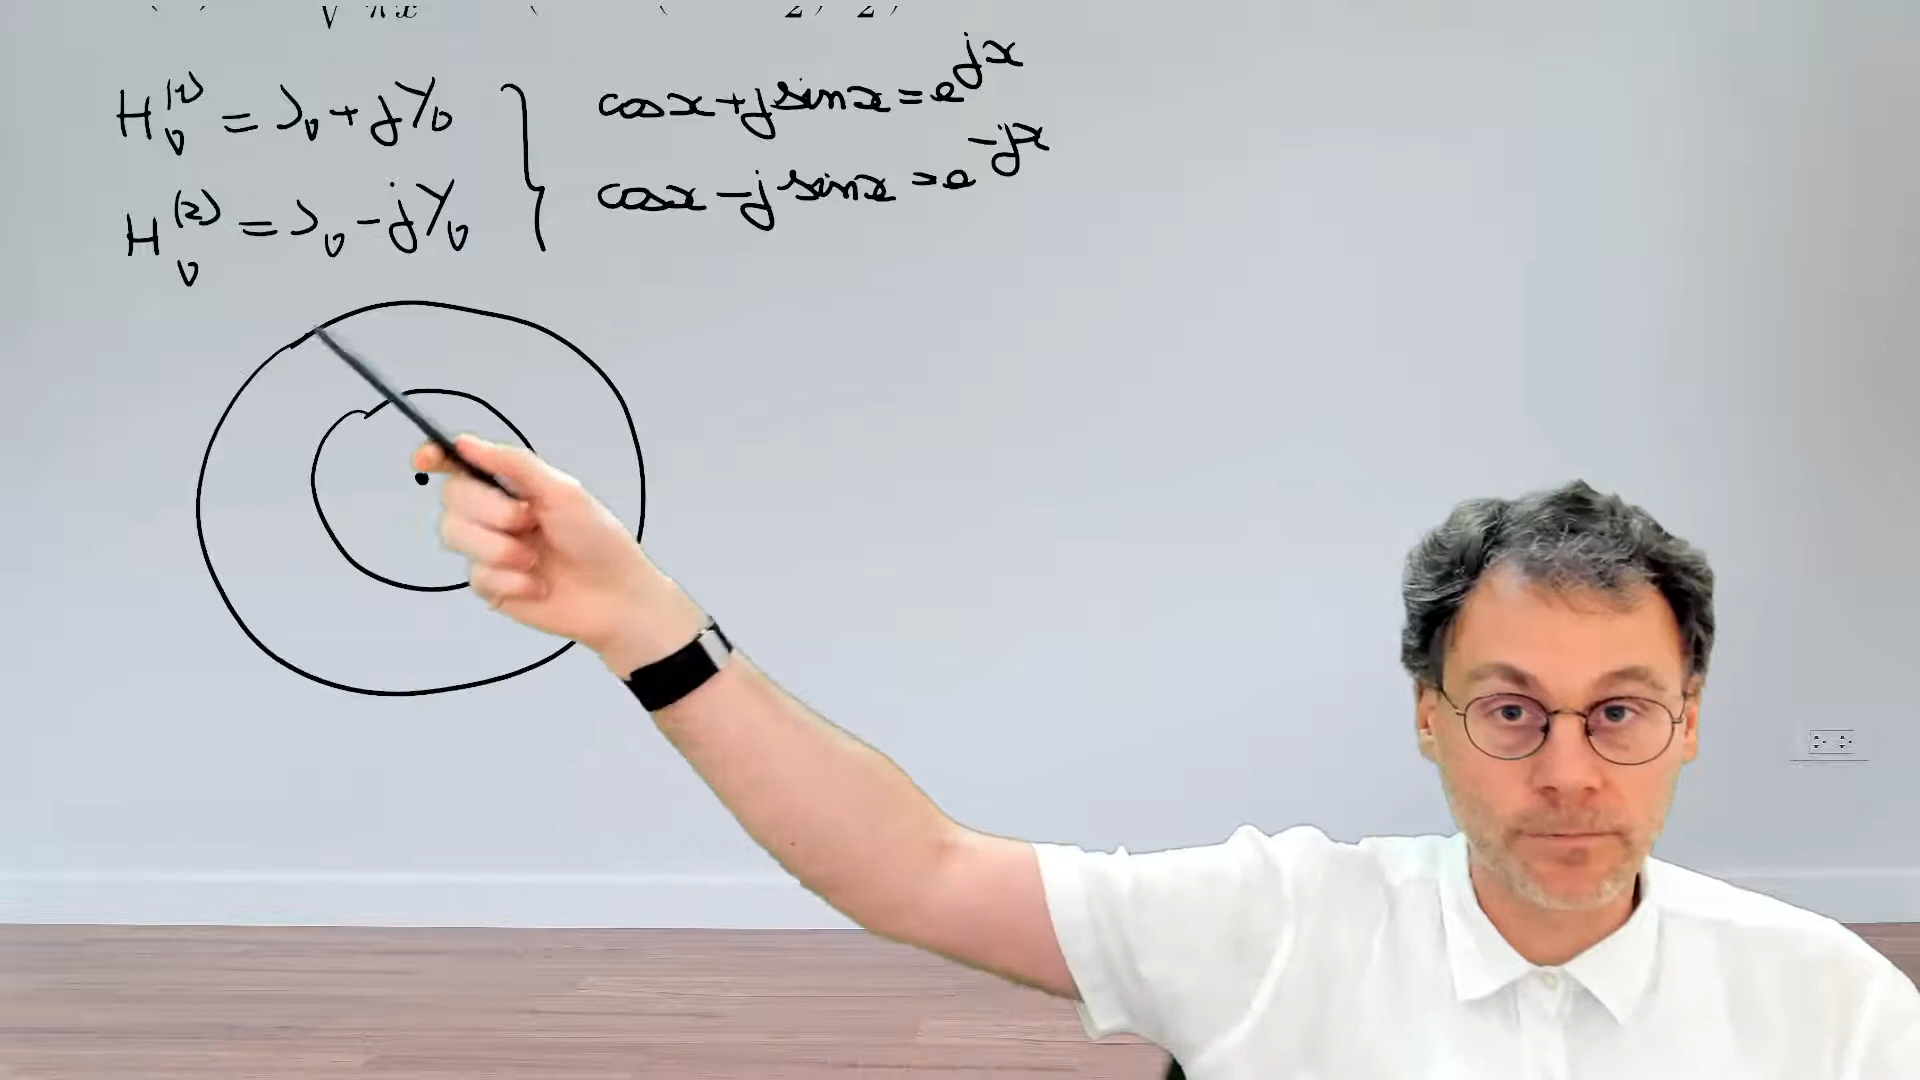 H_ν^{(1)} = J_ν + jY_ν } cos x + j sin x = e^{jx}
H_ν^{(2)} = J_ν - jY_ν } cos x - j sin x = e^{-jx}